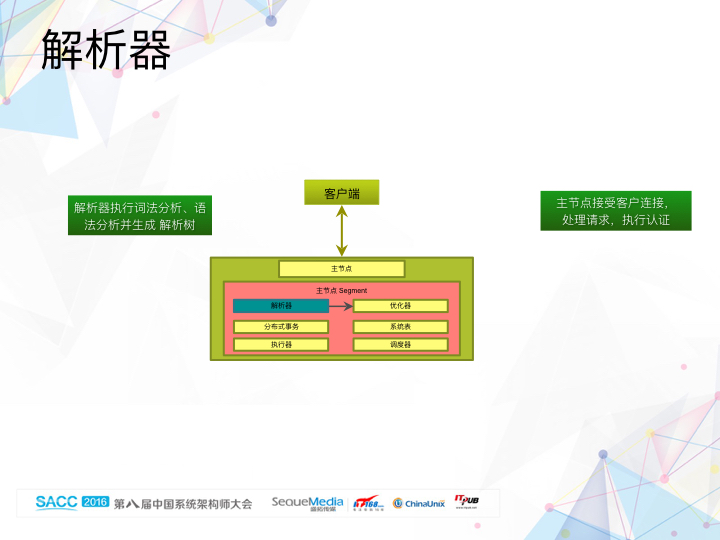 解析器
客户端
解析器执行词法分析、语
法分析并生成 解析树
主节点接受客户连接，
处理请求，执行认证
主节点
主节点 Segment
解析器
优化器
分布式事务
系统表
执行器
调度器
SACC 2016 第八届中国系统架构师大会
SequeMedia
盛拓传媒
IT168.com
ChinaUnix
ITPUB
www.itpub.net